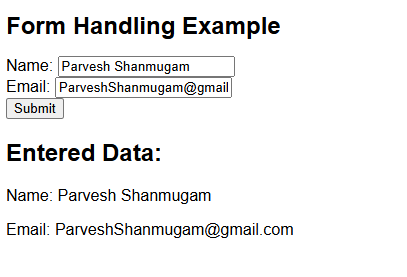 Form Handling Example
Name: Parvesh Shanmugam
Email: ParveshShanmugam@gmail
Submit
Entered Data:
Name: Parvesh Shanmugam
Email: ParveshShanmugam@gmail.com